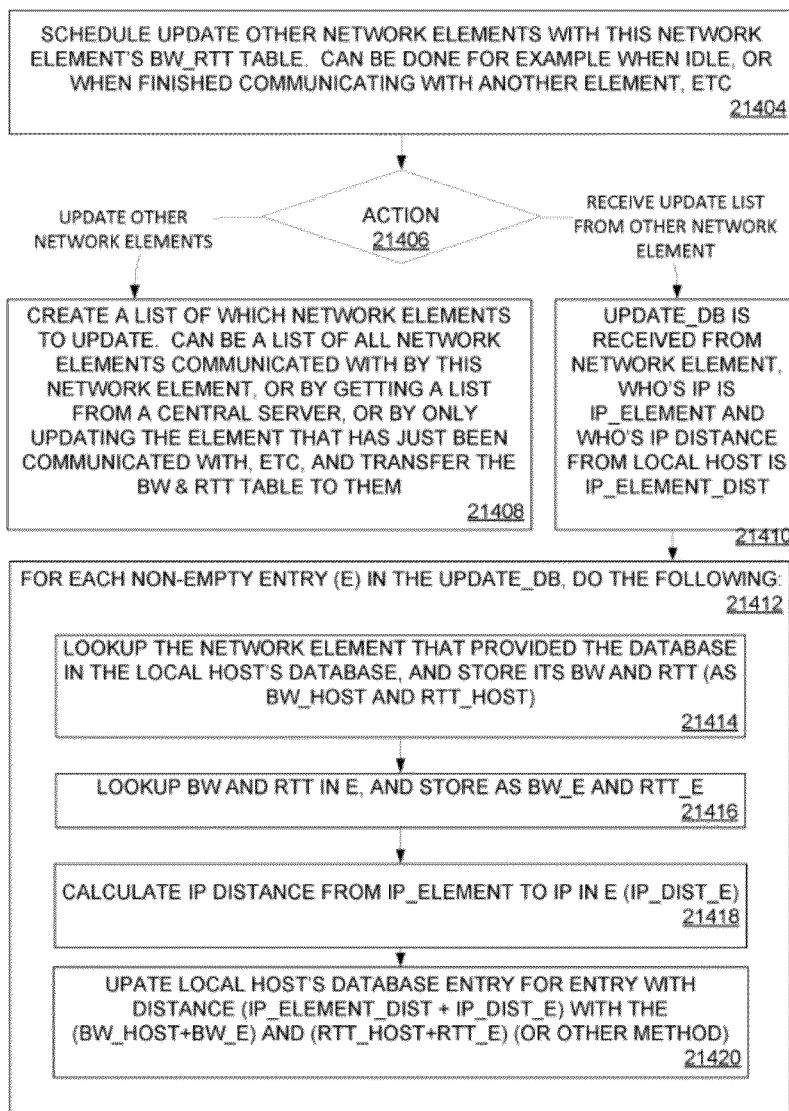 SCHEDULE UPDATE OTHER NETWORK ELEMENTS WITH THIS NETWORK
ELEMENT'S BW_RTT TABLE. CAN BE DONE FOR EXAMPLE WHEN IDLE, OR
WHEN FINISHED COMMUNICATING WITH ANOTHER ELEMENT, ETC
21404
UPDATE OTHER
NETWORK ELEMENTS
ACTION
21406
RECEIVE UPDATE LIST
FROM OTHER NETWORK
ELEMENT
CREATE A LIST OF WHICH NETWORK ELEMENTS
TO UPDATE. CAN BE A LIST OF ALL NETWORK
ELEMENTS COMMUNICATED WITH BY THIS
NETWORK ELEMENT, OR BY GETTING A LIST
FROM A CENTRAL SERVER, OR BY ONLY
UPDATING THE ELEMENT THAT HAS JUST BEEN
COMMUNICATED WITH, ETC, AND TRANSFER THE
BW & RTT TABLE TO THEM
21408
UPDATE_DB IS
RECEIVED FROM
NETWORK ELEMENT,
WHO'S IP IS
IP_ELEMENT AND
WHO'S IP DISTANCE
FROM LOCAL HOST IS
IP_ELEMENT_DIST
21410
FOR EACH NON-EMPTY ENTRY (E) IN THE UPDATE_DB, DO THE FOLLOWING:
21412
LOOKUP THE NETWORK ELEMENT THAT PROVIDED THE DATABASE
IN THE LOCAL HOST'S DATABASE, AND STORE ITS BW AND RTT (AS
BW_HOST AND RTT_HOST)
21414
LOOKUP BW AND RTT IN E, AND STORE AS BW_E AND RTT_E
21416
CALCULATE IP DISTANCE FROM IP_ELEMENT TO IP IN E (IP_DIST_E)
21418
UPATE LOCAL HOST'S DATABASE ENTRY FOR ENTRY WITH
DISTANCE (IP_ELEMENT_DIST + IP_DIST_E) WITH THE
(BW_HOST+BW_E) AND (RTT_HOST+RTT_E) (OR OTHER METHOD)
21420